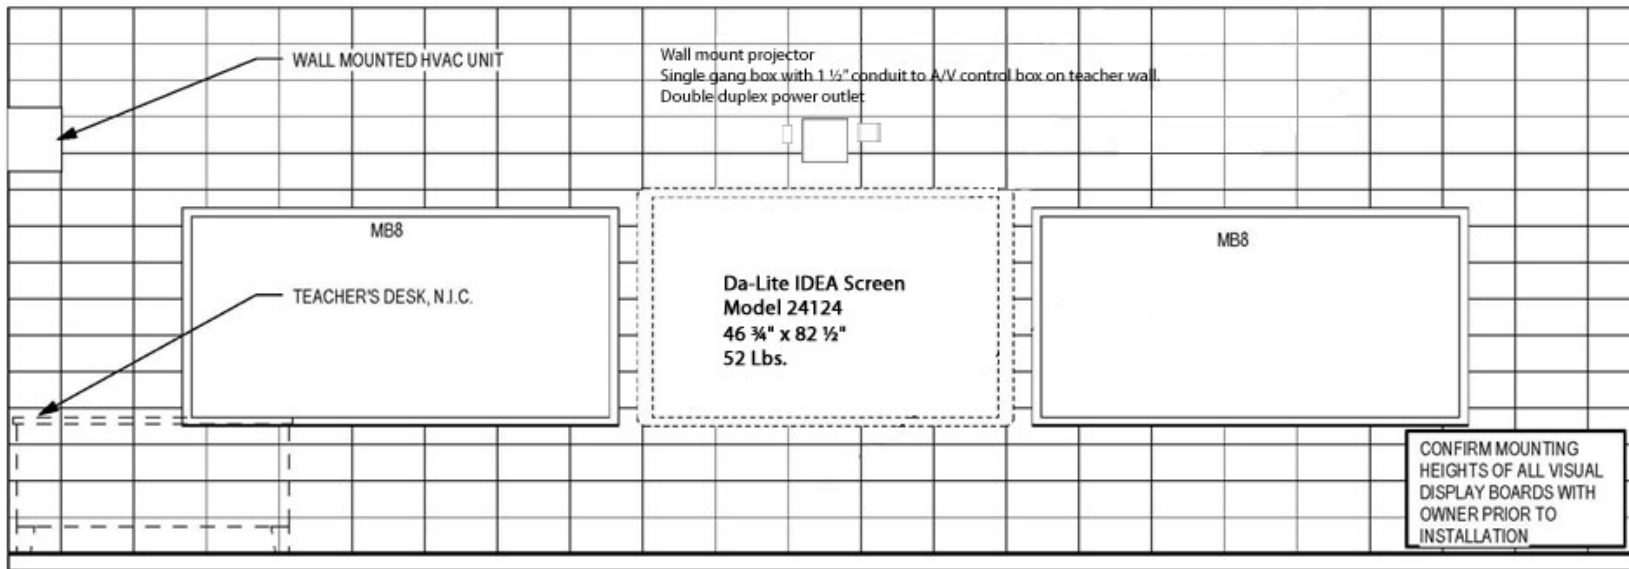 WALL MOUNTED HVAC UNIT
Wall mount projector
Single gang box with 1 ½" conduit to A/V control box on teacher wall.
Double duplex power outlet
MB8
MB8
Da-Lite IDEA Screen
Model 24124
46 ¾" x 82 ½"
52 Lbs.
TEACHER'S DESK, N.I.C.
CONFIRM MOUNTING
HEIGHTS OF ALL VISUAL
DISPLAY BOARDS WITH
OWNER PRIOR TO
INSTALLATION